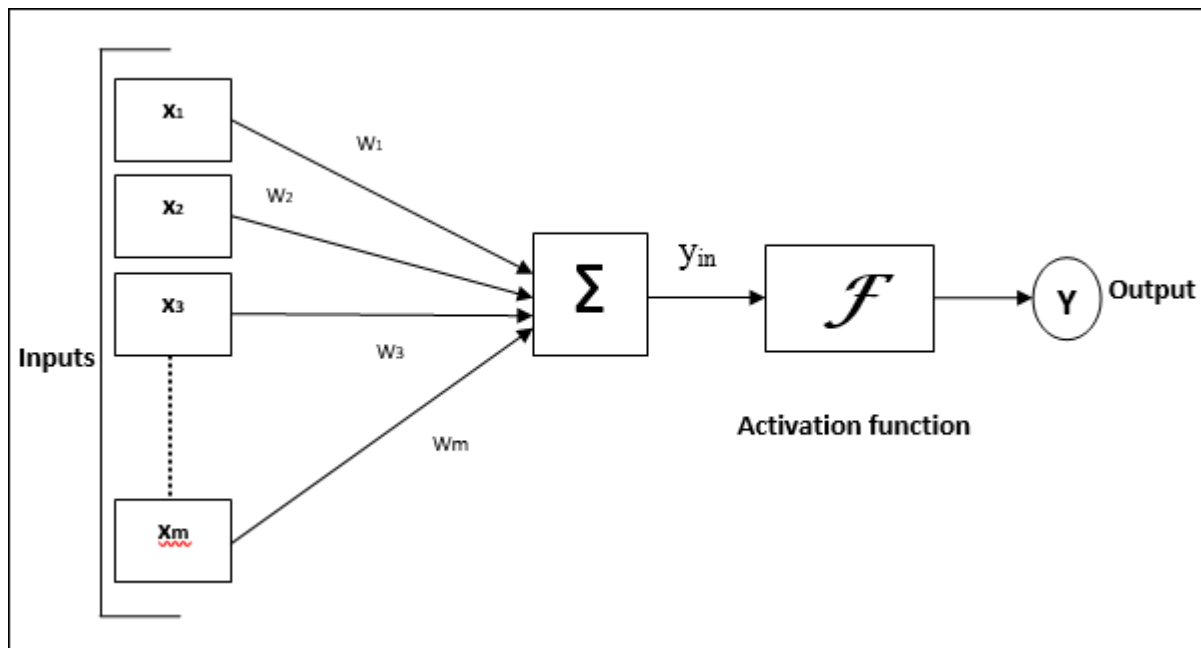 x1
W1
x2
W2
x3
W3
Inputs
Wm
xm
Σ
yin
F
Y
Output
Activation function